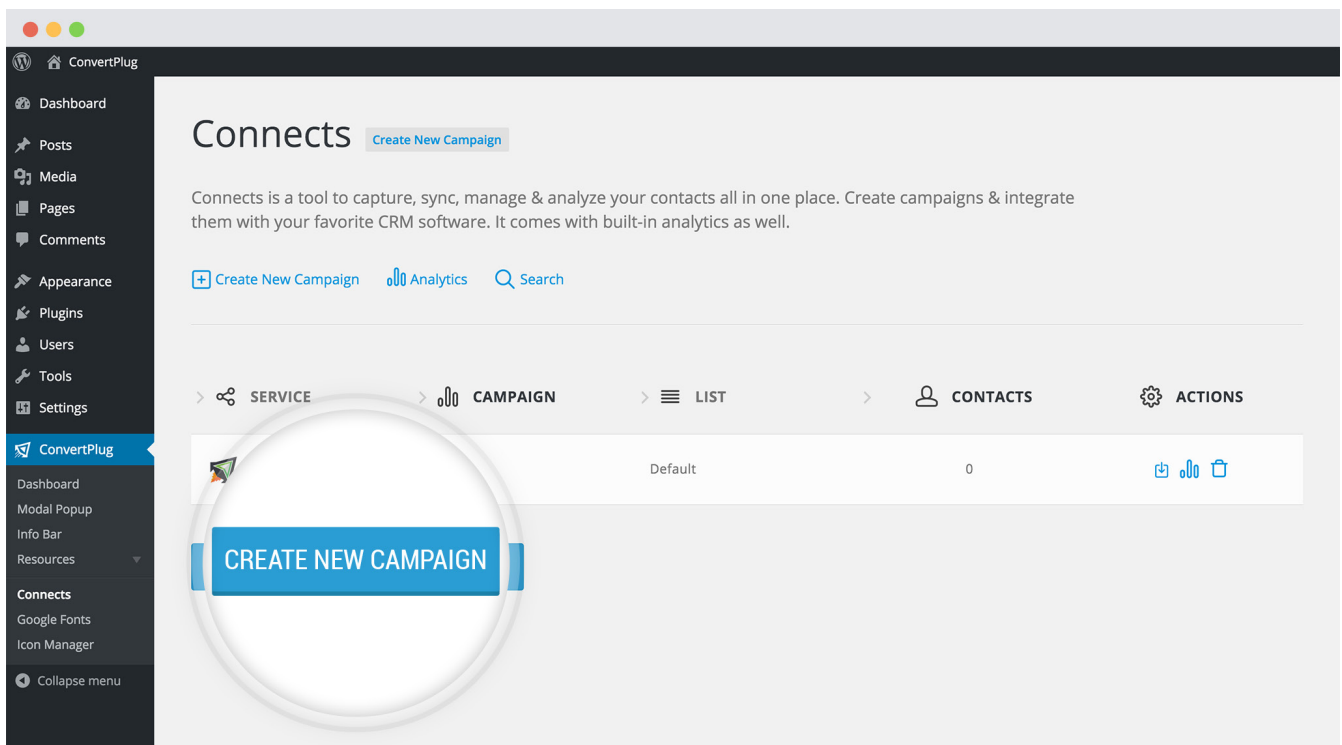 ConvertPlug
Dashboard
Posts
Media
Pages
Comments
Appearance
Plugins
Users
Tools
Settings
ConvertPlug
Dashboard
Modal Popup
Info Bar
Resources
Connects
Google Fonts
Icon Manager
Collapse menu
Connects Create New Campaign
Connects is a tool to capture, sync, manage & analyze your contacts all in one place. Create campaigns & integrate
them with your favorite CRM software. It comes with built-in analytics as well.
Create New Campaign Analytics Search
SERVICE CAMPAIGN LIST CONTACTS ACTIONS
Default 0
CREATE NEW CAMPAIGN